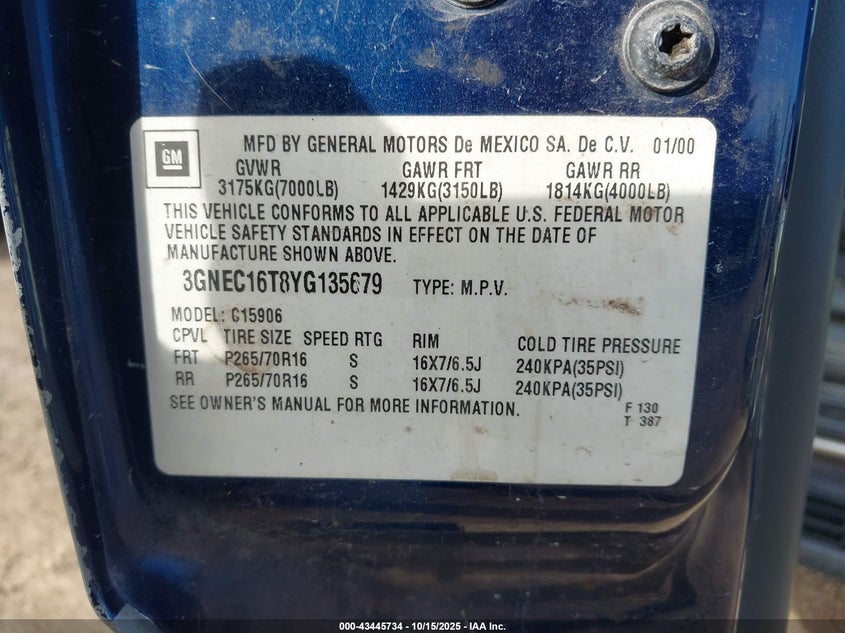 GM
MFD BY GENERAL MOTORS De MEXICO SA. De C.V. 01/00
GVWR GAWR FRT GAWR RR
3175KG(7000LB) 1429KG(3150LB) 1814KG(4000LB)
THIS VEHICLE CONFORMS TO ALL APPLICABLE U.S. FEDERAL MOTOR
VEHICLE SAFETY STANDARDS IN EFFECT ON THE DATE OF
MANUFACTURE SHOWN ABOVE.
3GNEC16T8YG135679 TYPE: M.P.V.
MODEL: C15906
CPVL TIRE SIZE SPEED RTG RIM COLD TIRE PRESSURE
FRT P265/70R16 S 16X7/6.5J 240KPA(35PSI)
RR P265/70R16 S 16X7/6.5J 240KPA(35PSI)
SEE OWNER'S MANUAL FOR MORE INFORMATION.
F 130
T 387
000-43445734 | 10/15/2025 | IAA Inc.